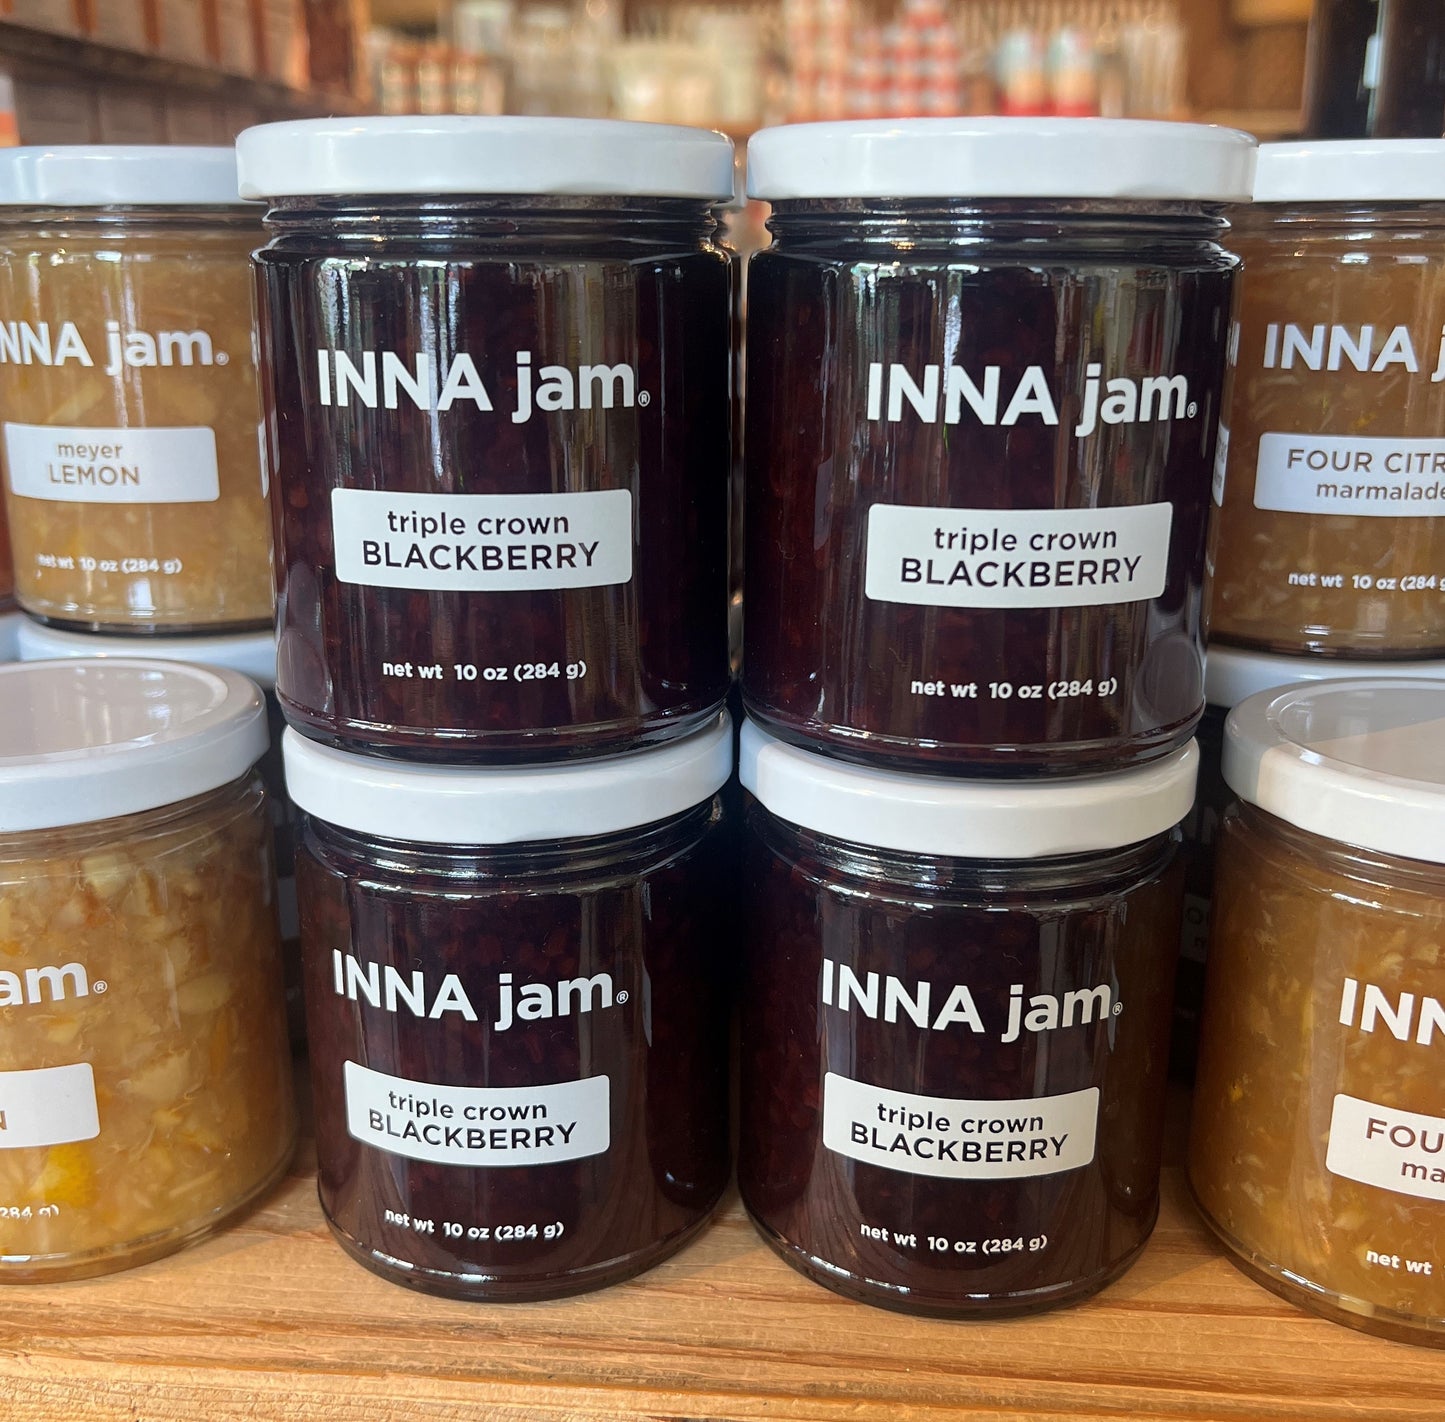 INNA jam®
meyer
LEMON
net wt 10 oz (284 g)
INNA jam®
triple crown
BLACKBERRY
net wt 10 oz (284 g)
INNA jam®
triple crown
BLACKBERRY
net wt 10 oz (284 g)
INNA j
FOUR CITR
marmalade
net wt 10 oz (284 g
am®
N
284 g)
INNA jam®
triple crown
BLACKBERRY
net wt 10 oz (284 g)
INNA jam®
triple crown
BLACKBERRY
net wt 10 oz (284 g)
INN
FOU
ma
net wt